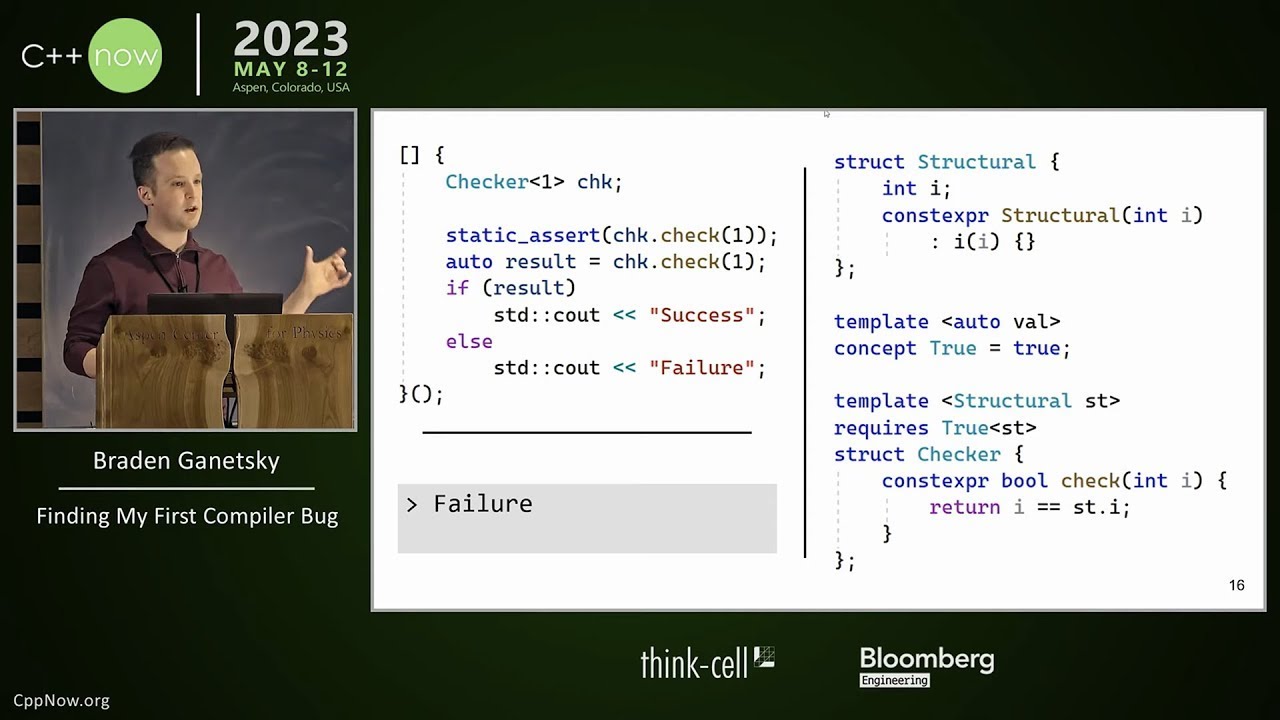 C++ now
2023
MAY 8-12
Aspen, Colorado, USA
Aspen Center for Physics
Braden Ganetsky
Finding My First Compiler Bug
[] {
    Checker<1> chk;

    static_assert(chk.check(1));
    auto result = chk.check(1);
    if (result)
        std::cout << "Success";
    else
        std::cout << "Failure";
}();
> Failure
struct Structural {
    int i;
    constexpr Structural(int i)
        : i(i) {}
};

template <auto val>
concept True = true;

template <Structural st>
requires True<st>
struct Checker {
    constexpr bool check(int i) {
        return i == st.i;
    }
};
16
think-cell
Bloomberg
Engineering
CppNow.org